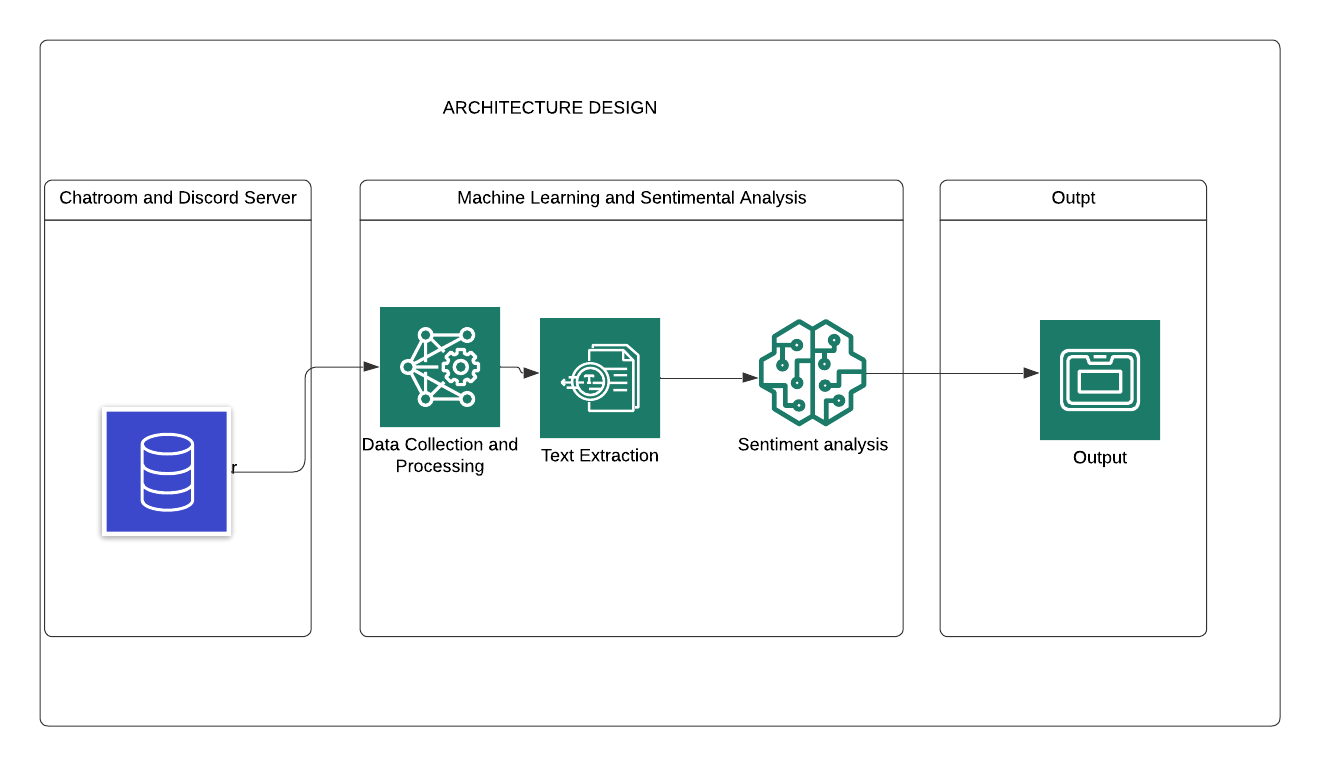 ARCHITECTURE DESIGN
Chatroom and Discord Server
Machine Learning and Sentimental Analysis
Outpt
r
Data Collection and
Processing
Text Extraction
Sentiment analysis
Output